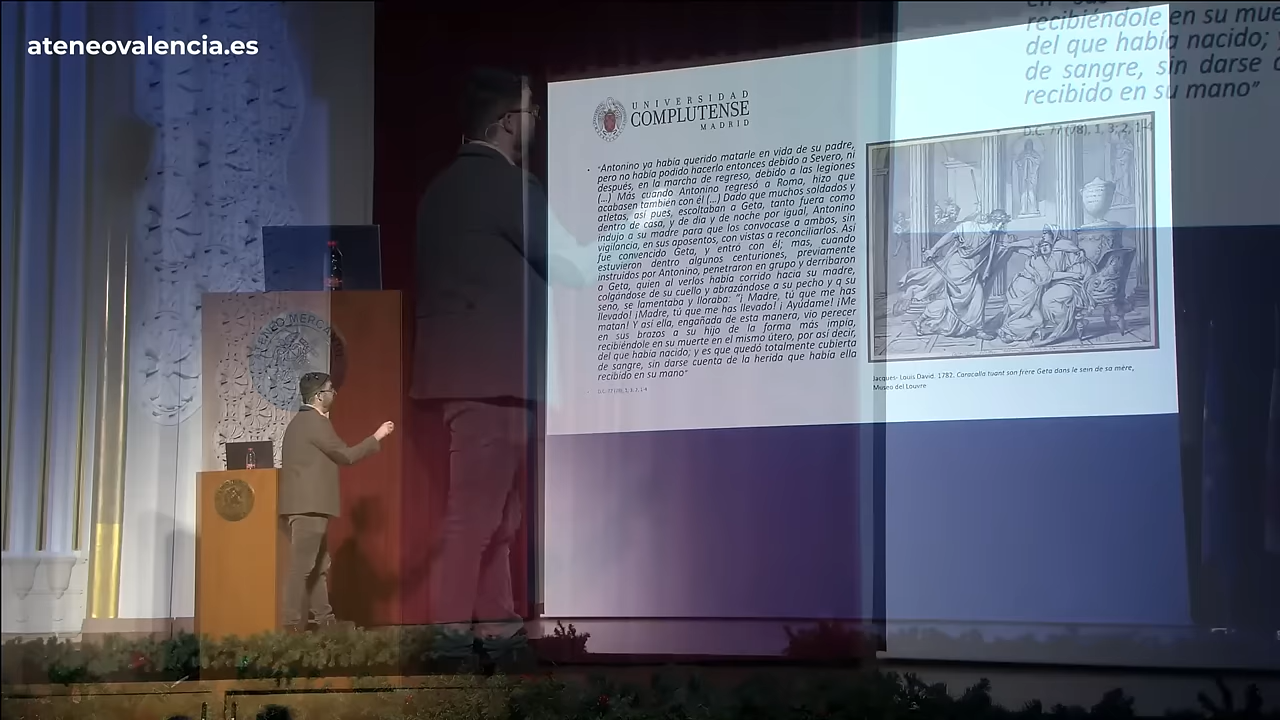 ateneovalencia.es
recibiéndole en su mue
del que había nacido;
de sangre, sin darse
recibido en su mano"
D.C. 77 (78), 1, 3; 2, 1-4
UNIVERSIDAD
COMPLUTENSE
MADRID
"Antonino ya había querido matarle en vida de su padre,
pero no había podido hacerlo entonces debido a Severo, ni
después, en la marcha de regreso, debido a las legiones
(...) Más cuando Antonino regresó a Roma, hizo que
acabasen también con él (...) Dado que muchos soldados y
atletas, así pues, escoltaban a Geta, tanto fuera como
dentro de casa, y de día y de noche por igual, Antonino
indujo a su madre para que los convocase a ambos, sin
vigilancia, en sus aposentos, con vistas a reconciliarlos. Así
fue convencido Geta, y entró con él; mas, cuando
estuvieron dentro algunos centuriones, previamente
instruidos por Antonino, penetraron en grupo y derribaron
a Geta, quien al verlos había corrido hacia su madre,
colgándose de su cuello y abrazándose a su pecho y a su
seno, se lamentaba y lloraba: "¡ Madre, tú que me has
llevado! ¡Madre, tú que me has llevado! ¡ Ayúdame! ¡Me
matan! Y así ella, engañada de esta manera, vio perecer
en sus brazos a su hijo de la forma más impía,
recibiéndole en su muerte en el mismo útero, por así decir,
del que había nacido; y es que quedó totalmente cubierta
de sangre, sin darse cuenta de la herida que había ella
recibido en su mano"
D.C. 77 (78), 1, 3; 2, 1-4
Jacques- Louis David. 1782. Caracalla tuant son frère Geta dans le sein de sa mère,
Museo del Louvre
ATENEO MERCA